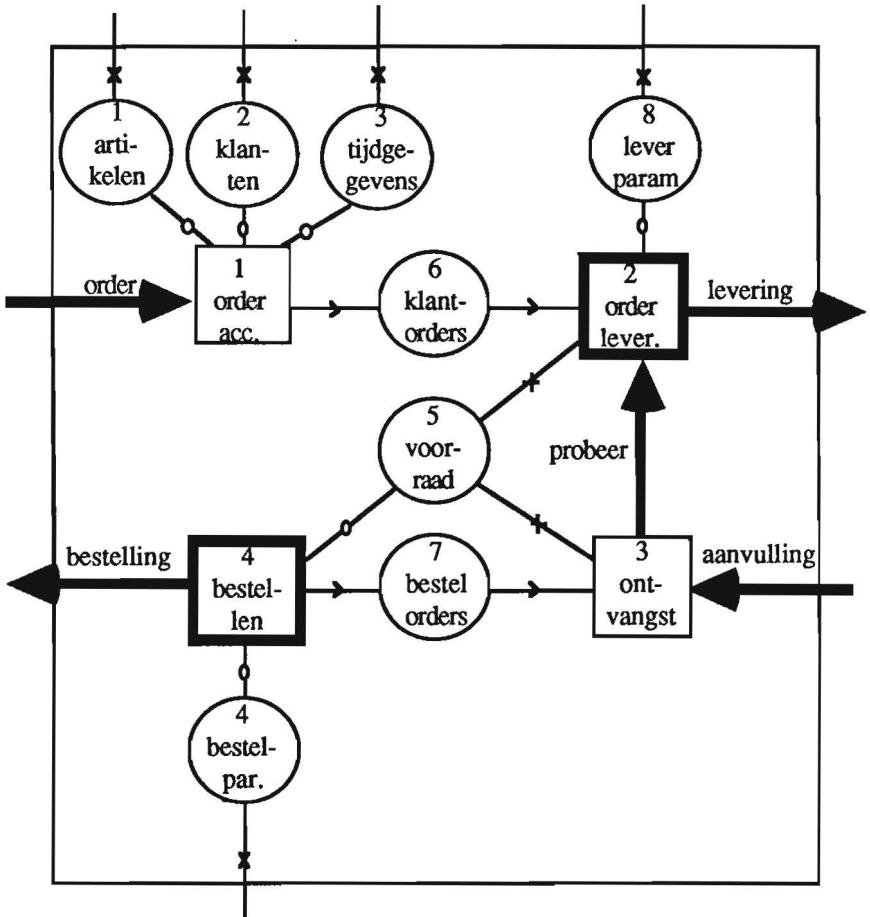 1
arti-
kelen
2
klan-
ten
3
tijdge-
gevens
8
lever
param
order
1
order
acc.
6
klant-
orders
2
order
lever.
levering
5
voor-
raad
probeer
bestelling
4
bestel-
len
7
bestel
orders
3
ont-
vangst
aanvulling
4
bestel-
par.